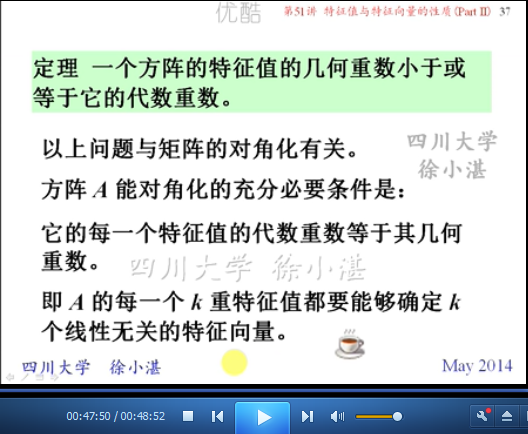 优酷
第51讲 特征值与特征向量的性质(Part II) 37
定理 一个方阵的特征值的几何重数小于或
等于它的代数重数。
以上问题与矩阵的对角化有关。
四川大学
徐小湛
方阵 A 能对角化的充分必要条件是：
它的每一个特征值的代数重数等于其几何
重数。
四川大学 徐小湛
即 A 的每一个 k 重特征值都要能够确定 k
个线性无关的特征向量。
四川大学 徐小湛
May 2014
00:47:50 / 00:48:52